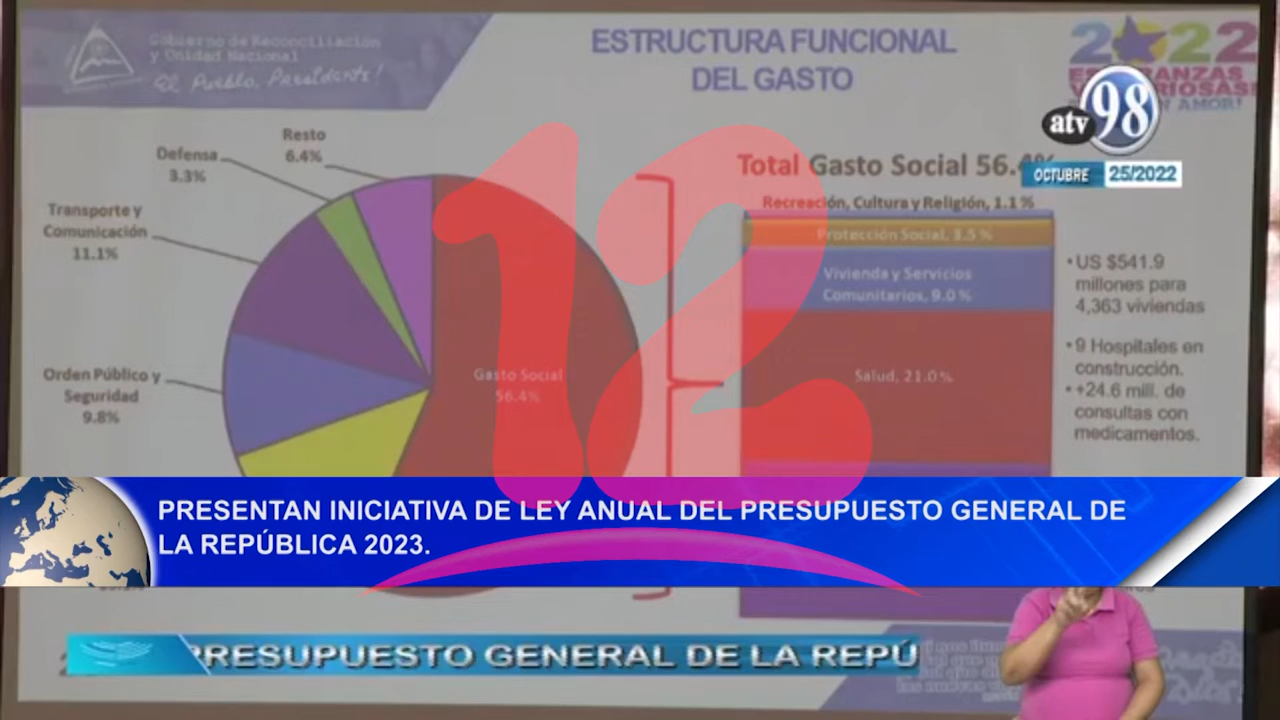 Gobierno de Reconciliación
y Unidad Nacional
El Pueblo, Presidente!
ESTRUCTURA FUNCIONAL
DEL GASTO
2022
atv 98
OCTUBRE 25/2022
Resto
6.4%
Defensa
3.3%
Transporte y
Comunicación
11.1%
Orden Público y
Seguridad
9.8%
Gasto Social
56.4%
Total Gasto Social 56.4%
Recreación, Cultura y Religión, 1.1 %
Protección Social, 3.5 %
Vivienda y Servicios
Comunitarios, 9.0 %
Salud, 21.0 %
• US $541.9
millones para
4,363 viviendas
• 9 Hospitales en
construcción.
• +24.6 mill. de
consultas con
medicamentos.
12
PRESENTAN INICIATIVA DE LEY ANUAL DEL PRESUPUESTO GENERAL DE
LA REPÚBLICA 2023.
PRESUPUESTO GENERAL DE LA REPÚ